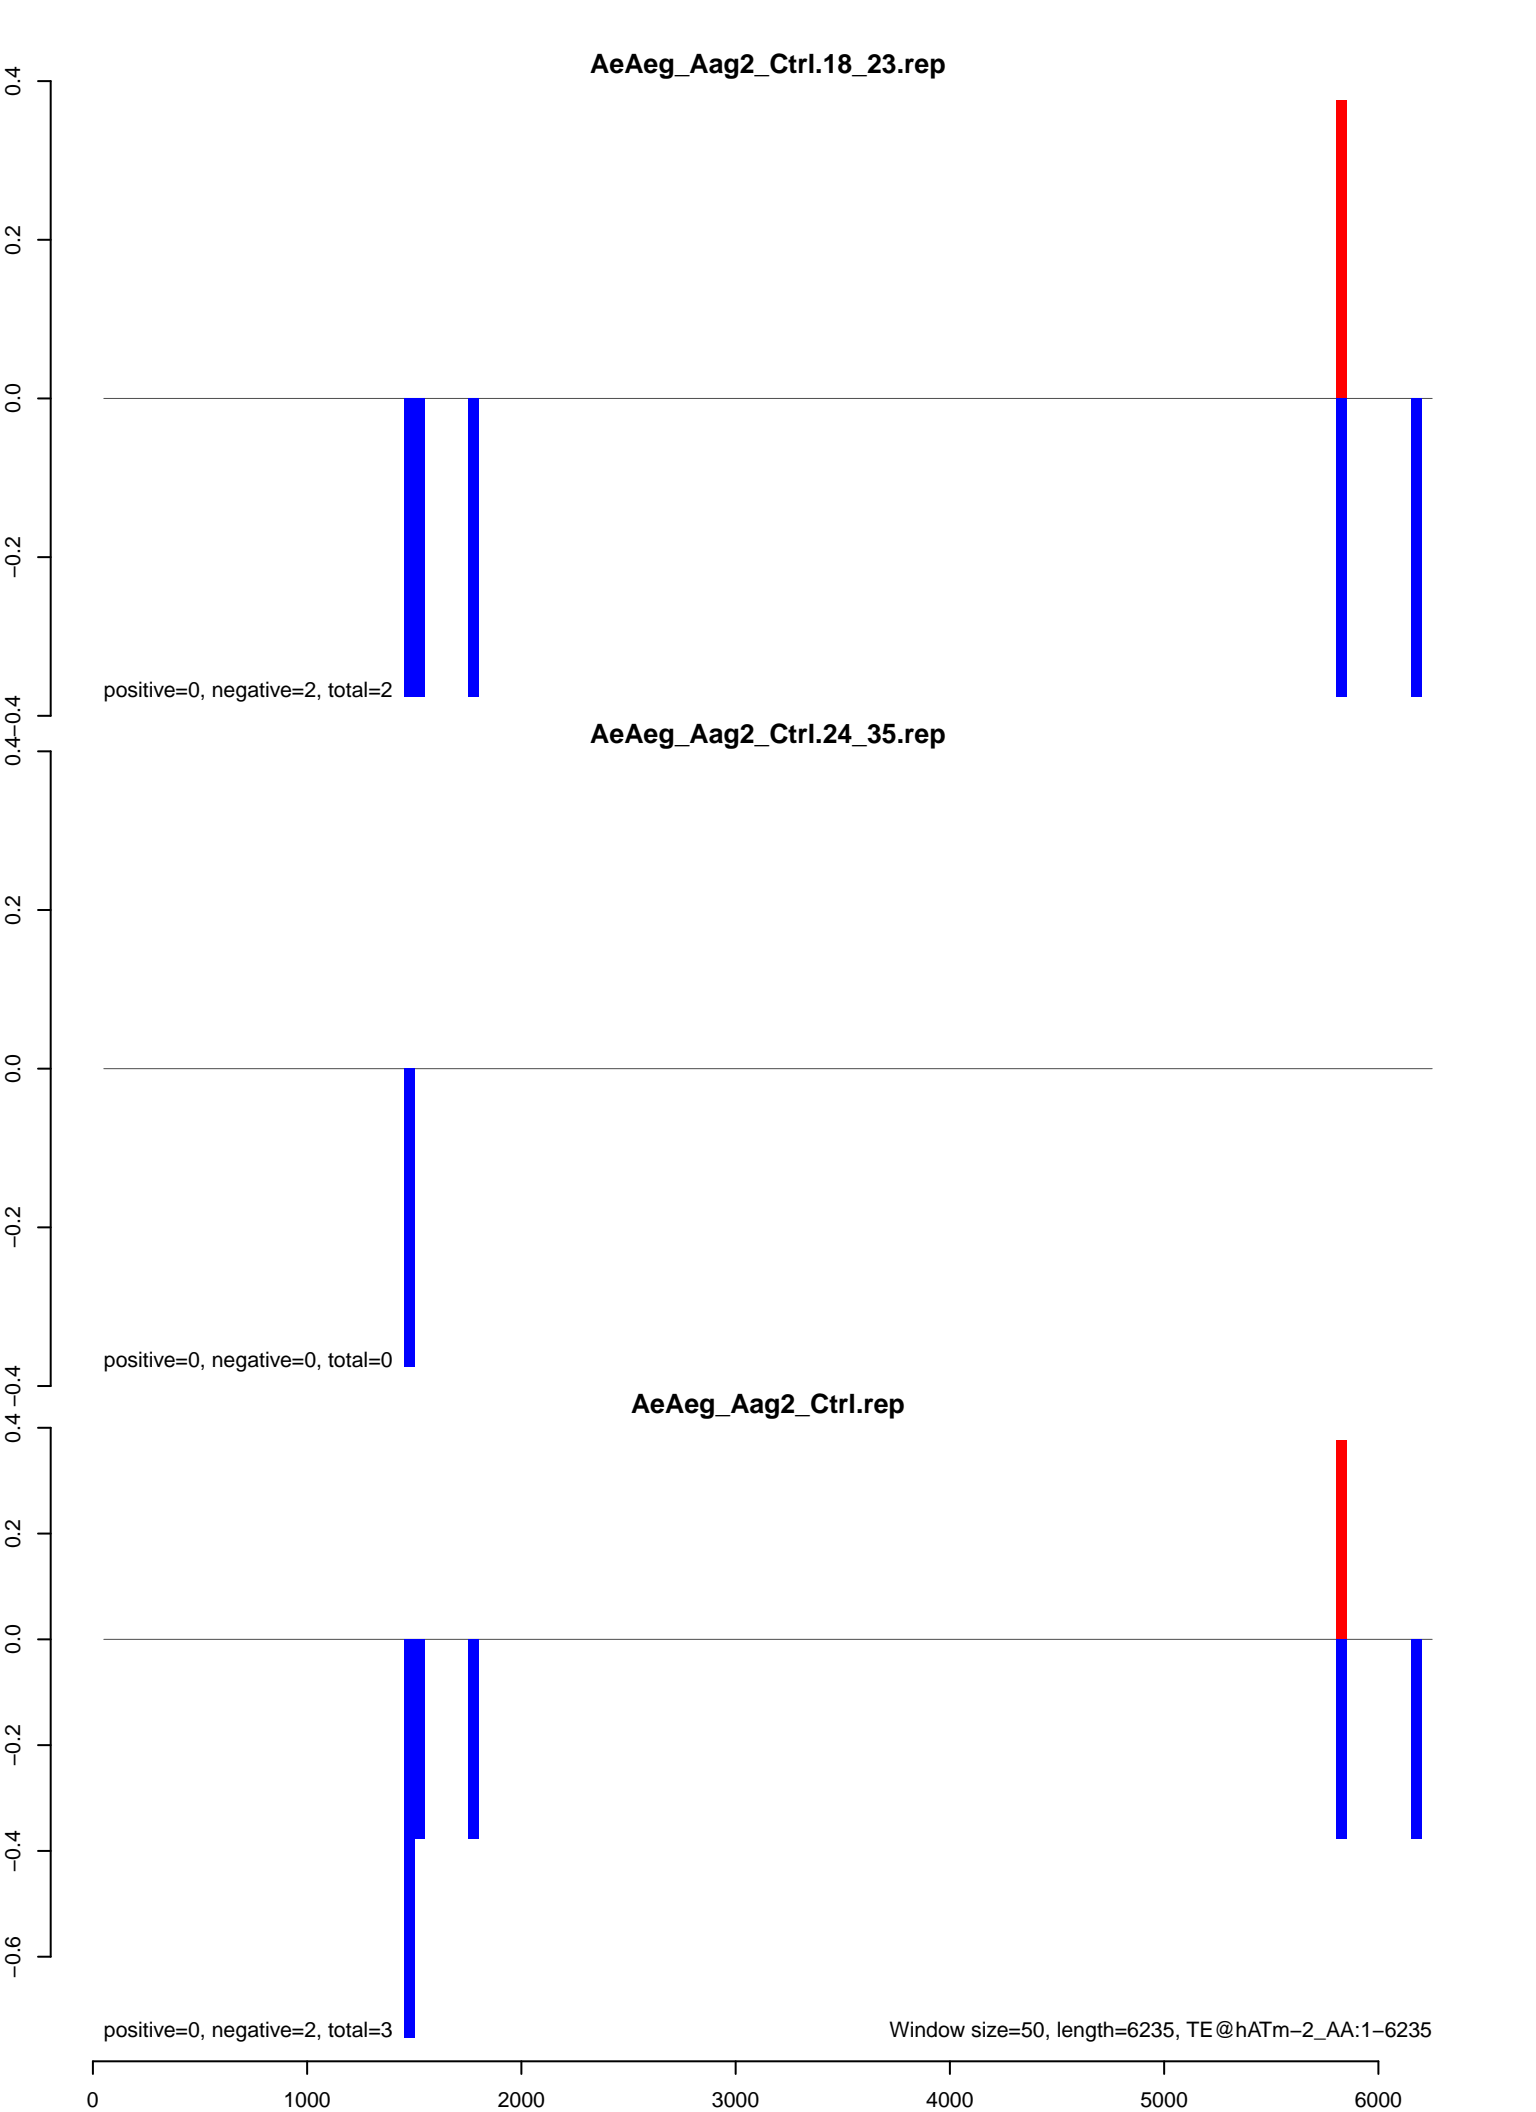 AeAeg_Aag2_Ctrl.18_23.rep
0.4
0.2
0.0
−0.2
−0.4
positive=0, negative=2, total=2
AeAeg_Aag2_Ctrl.24_35.rep
0.4
0.2
0.0
−0.2
−0.4
positive=0, negative=0, total=0
AeAeg_Aag2_Ctrl.rep
0.4
0.2
0.0
−0.2
−0.4
−0.6
positive=0, negative=2, total=3
Window size=50, length=6235, TE@hATm−2_AA:1−6235
0 1000 2000 3000 4000 5000 6000